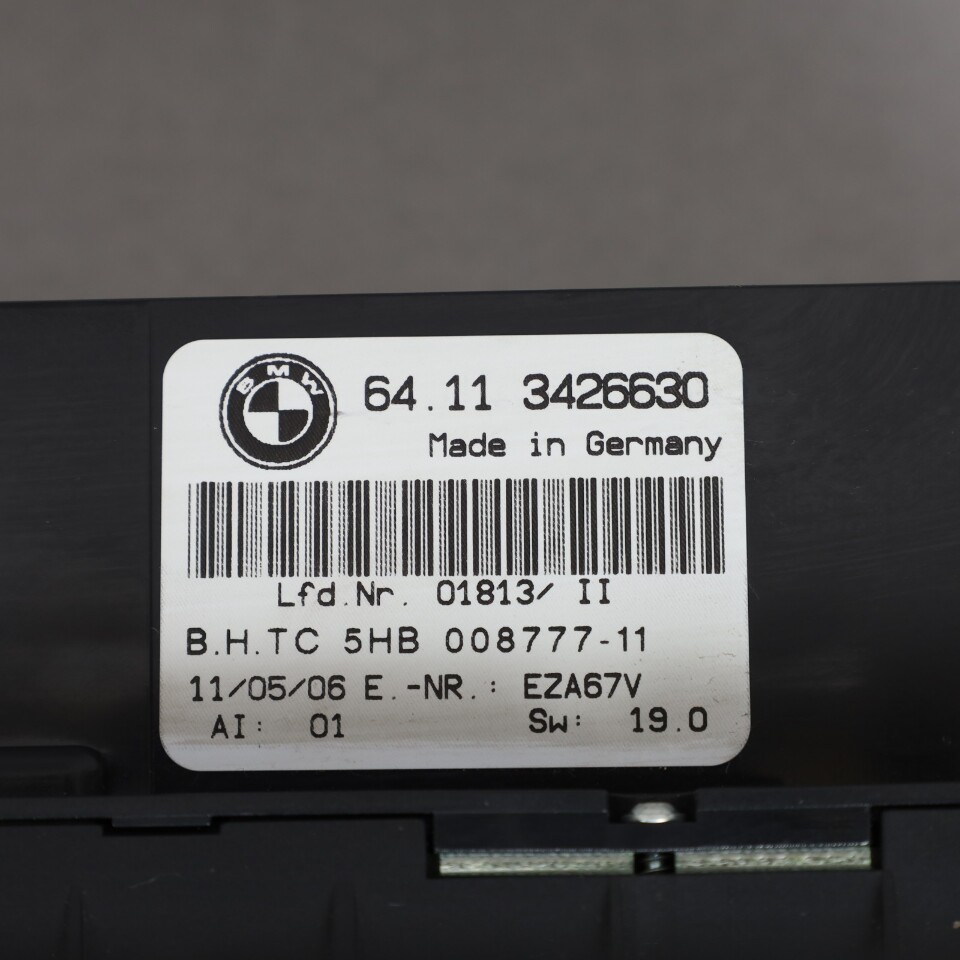 BMW
64.11 3426630
Made in Germany
Lfd.Nr. 01813/ II
B.H.TC 5HB 008777-11
11/05/06 E.-NR.: EZA67V
AI: 01 Sw: 19.0